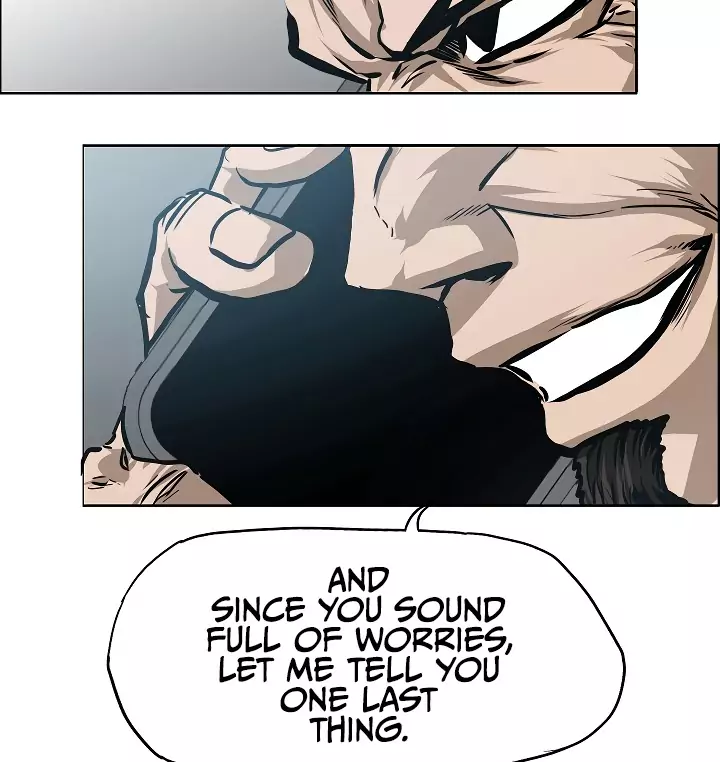 AND
SINCE YOU SOUND
FULL OF WORRIES,
LET ME TELL YOU
ONE LAST
THING.